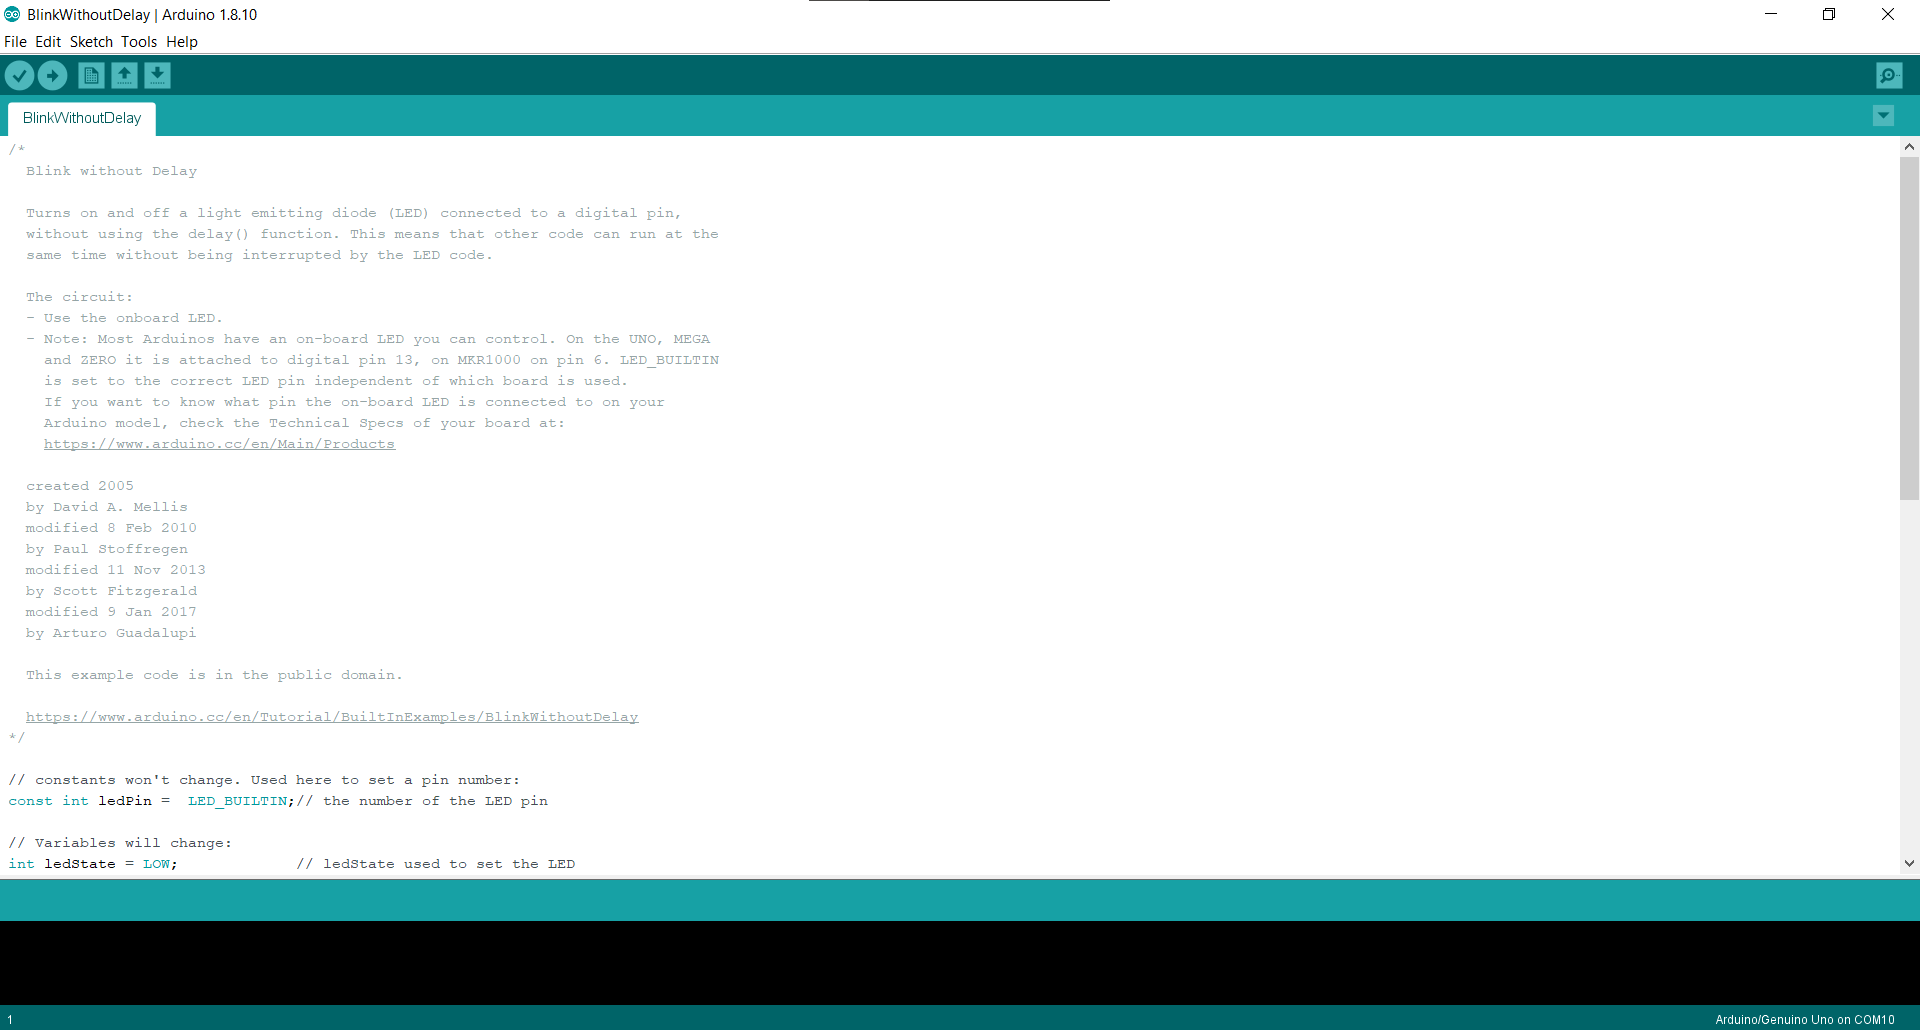 BlinkWithoutDelay | Arduino 1.8.10
File Edit Sketch Tools Help
BlinkWithoutDelay
/*
Blink without Delay
Turns on and off a light emitting diode (LED) connected to a digital pin,
without using the delay() function. This means that other code can run at the
same time without being interrupted by the LED code.
The circuit:
- Use the onboard LED.
- Note: Most Arduinos have an on-board LED you can control. On the UNO, MEGA
and ZERO it is attached to digital pin 13, on MKR1000 on pin 6. LED_BUILTIN
is set to the correct LED pin independent of which board is used.
If you want to know what pin the on-board LED is connected to on your
Arduino model, check the Technical Specs of your board at:
https://www.arduino.cc/en/Main/Products
created 2005
by David A. Mellis
modified 8 Feb 2010
by Paul Stoffregen
modified 11 Nov 2013
by Scott Fitzgerald
modified 9 Jan 2017
by Arturo Guadalupi
This example code is in the public domain.
https://www.arduino.cc/en/Tutorial/BuiltInExamples/BlinkWithoutDelay
*/
// constants won't change. Used here to set a pin number:
const int ledPin =  LED_BUILTIN;// the number of the LED pin
// Variables will change:
int ledState = LOW;             // ledState used to set the LED
1
Arduino/Genuino Uno on COM10